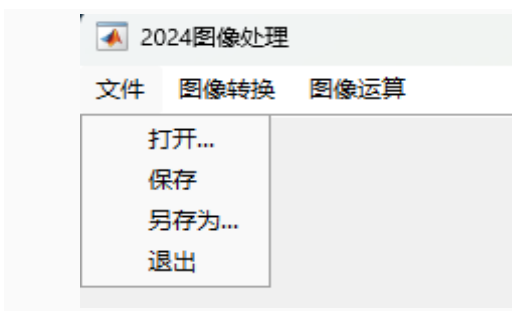 2024图像处理
文件 图像转换 图像运算
打开...
保存
另存为...
退出